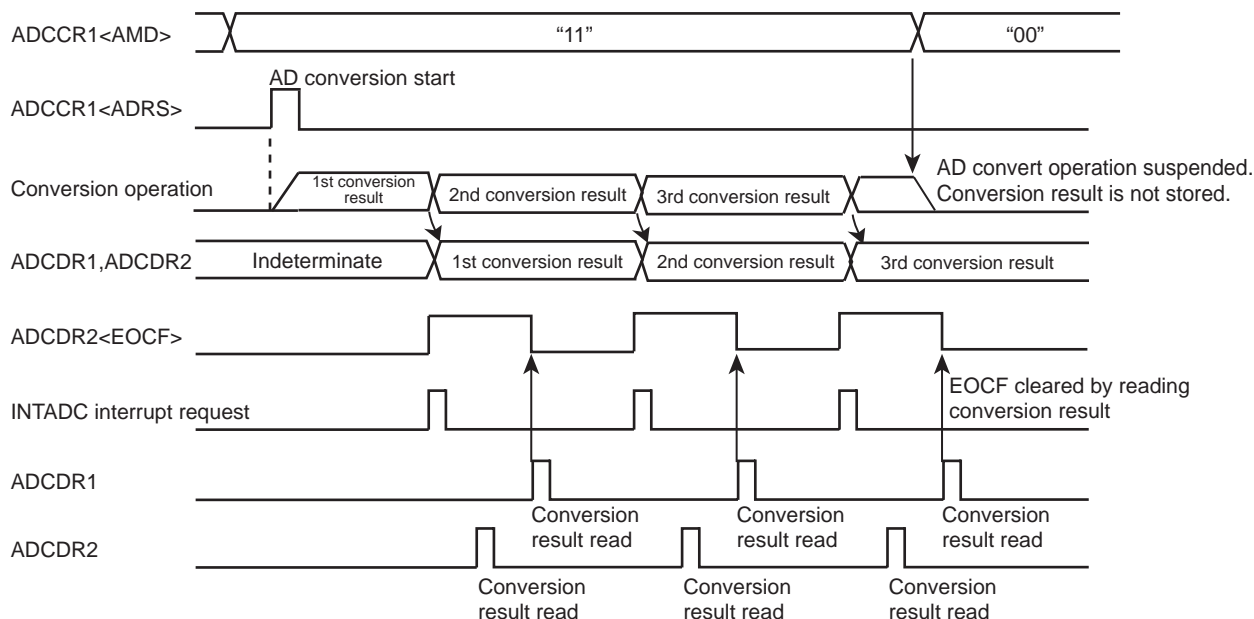 ADCCR1<AMD>
“11”
“00”
AD conversion start
ADCCR1<ADRS>
Conversion operation
1st conversion
result
2nd conversion result
3rd conversion result
AD convert operation suspended.
Conversion result is not stored.
ADCDR1,ADCDR2
Indeterminate
1st conversion result
2nd conversion result
3rd conversion result
ADCDR2<EOCF>
EOCF cleared by reading
conversion result
INTADC interrupt request
ADCDR1
Conversion
result read
Conversion
result read
Conversion
result read
ADCDR2
Conversion
result read
Conversion
result read
Conversion
result read